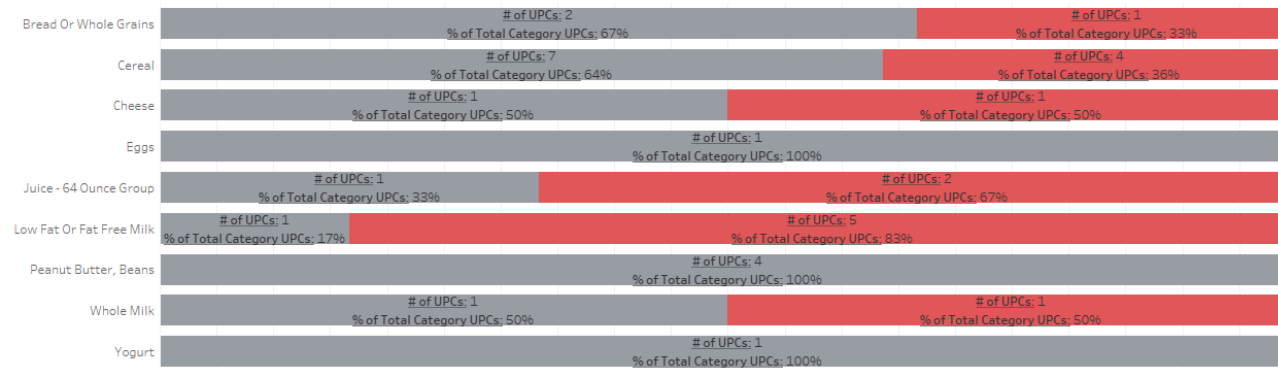 # of UPCs: 2 # of UPCs: 1
Bread Or Whole Grains
% of Total Category UPCs: 67% % of Total Category UPCs: 33%
# of UPCs: 7 # of UPCs: 4
Cereal
% of Total Category UPCs: 64% % of Total Category UPCs: 36%
# of UPCs: 1 # of UPCs: 1
Cheese
% of Total Category UPCs: 50% % of Total Category UPCs: 50%
# of UPCs: 1
Eggs
% of Total Category UPCs: 100%
# of UPCs: 1 # of UPCs: 2
Juice - 64 Ounce Group
% of Total Category UPCs: 33% % of Total Category UPCs: 67%
# of UPCs: 1 # of UPCs: 5
Low Fat Or Fat Free Milk
% of Total Category UPCs: 17% % of Total Category UPCs: 83%
# of UPCs: 4
Peanut Butter, Beans
% of Total Category UPCs: 100%
# of UPCs: 1 # of UPCs: 1
Whole Milk
% of Total Category UPCs: 50% % of Total Category UPCs: 50%
# of UPCs: 1
Yogurt
% of Total Category UPCs: 100%